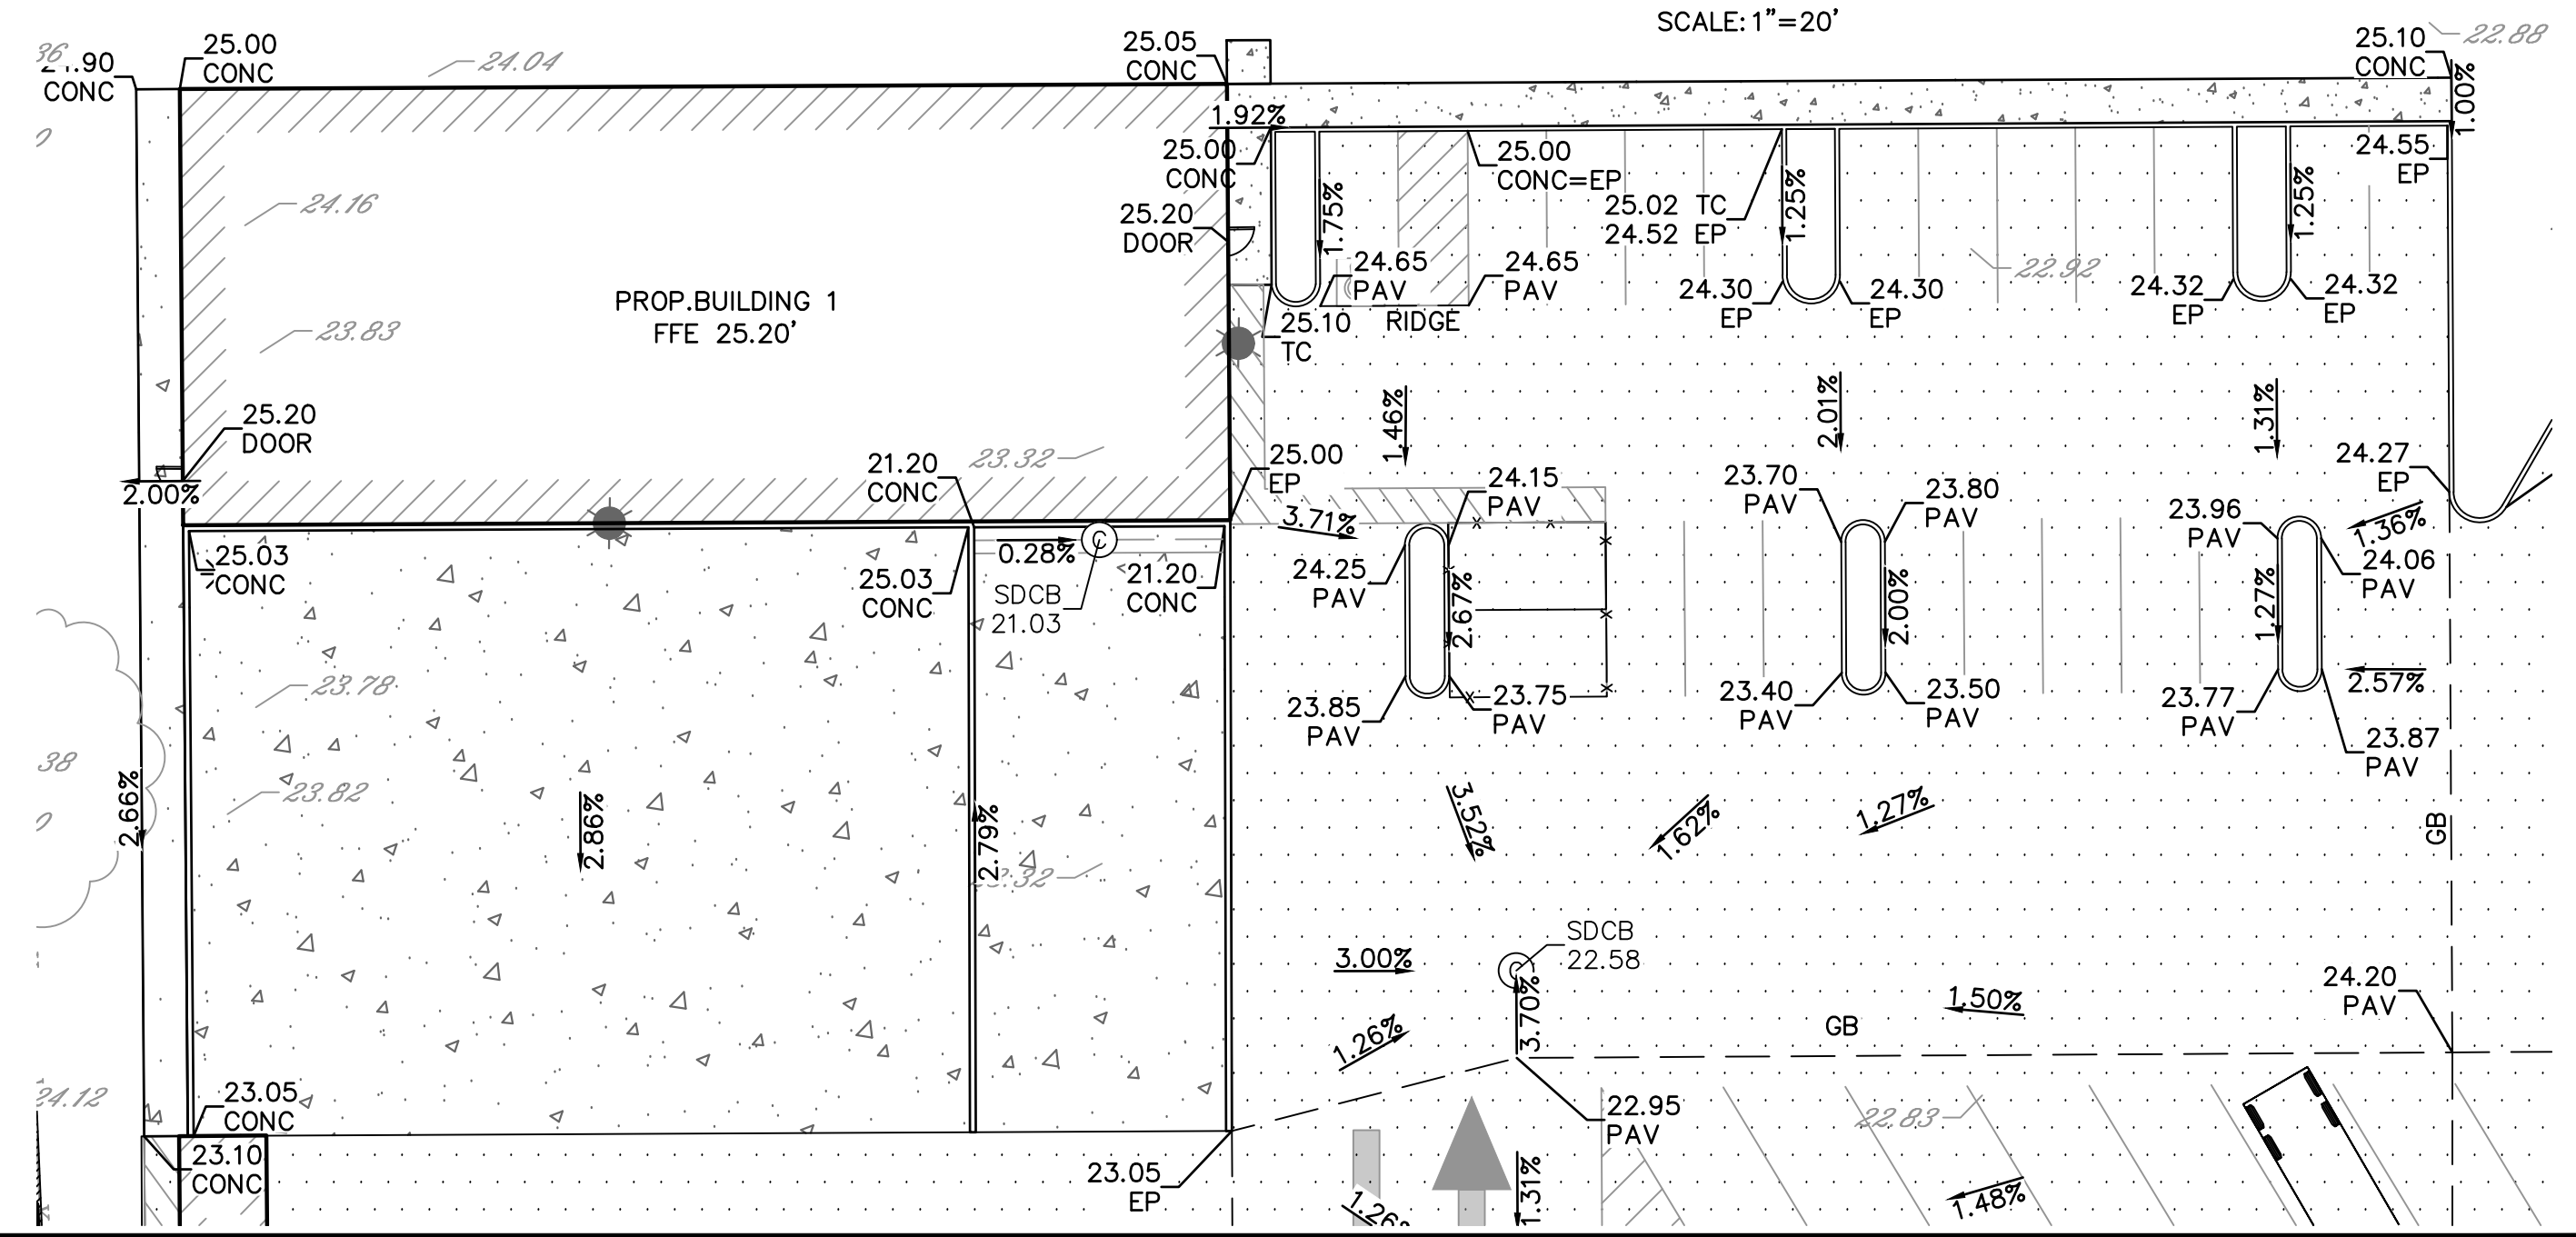 SCALE: 1"=20'
25.00
CONC
24.04
25.05
CONC
25.10
CONC
22.88
.90
CONC
1.00%
1.92%
25.00
CONC
25.00
CONC=EP
24.55
EP
24.16
25.20
DOOR
1.75%
25.02 TC
24.52 EP
1.25%
1.25%
24.65
PAV
24.65
PAV
RIDGE
24.30
EP
24.30
EP
22.92
24.32
EP
24.32
EP
PROP.BUILDING 1
FFE 25.20'
23.83
25.10
TC
25.20
DOOR
1.46%
2.01%
1.31%
21.20
CONC
23.32
25.00
EP
24.15
PAV
23.70
PAV
23.80
PAV
24.27
EP
2.00%
3.71%
23.96
PAV
1.36%
25.03
CONC
25.03
CONC
0.28%
SDCB
21.03
21.20
CONC
24.25
PAV
2.67%
2.00%
1.27%
24.06
PAV
23.78
23.85
PAV
23.75
PAV
23.40
PAV
23.50
PAV
23.77
PAV
2.57%
23.87
PAV
38
23.82
2.66%
2.86%
2.79%
3.52%
1.62%
1.27%
GB
.32
SDCB
22.58
3.00%
3.70%
1.26%
GB
1.50%
24.20
PAV
24.12
23.05
CONC
22.95
PAV
22.83
23.10
CONC
23.05
EP
1.31%
1.48%